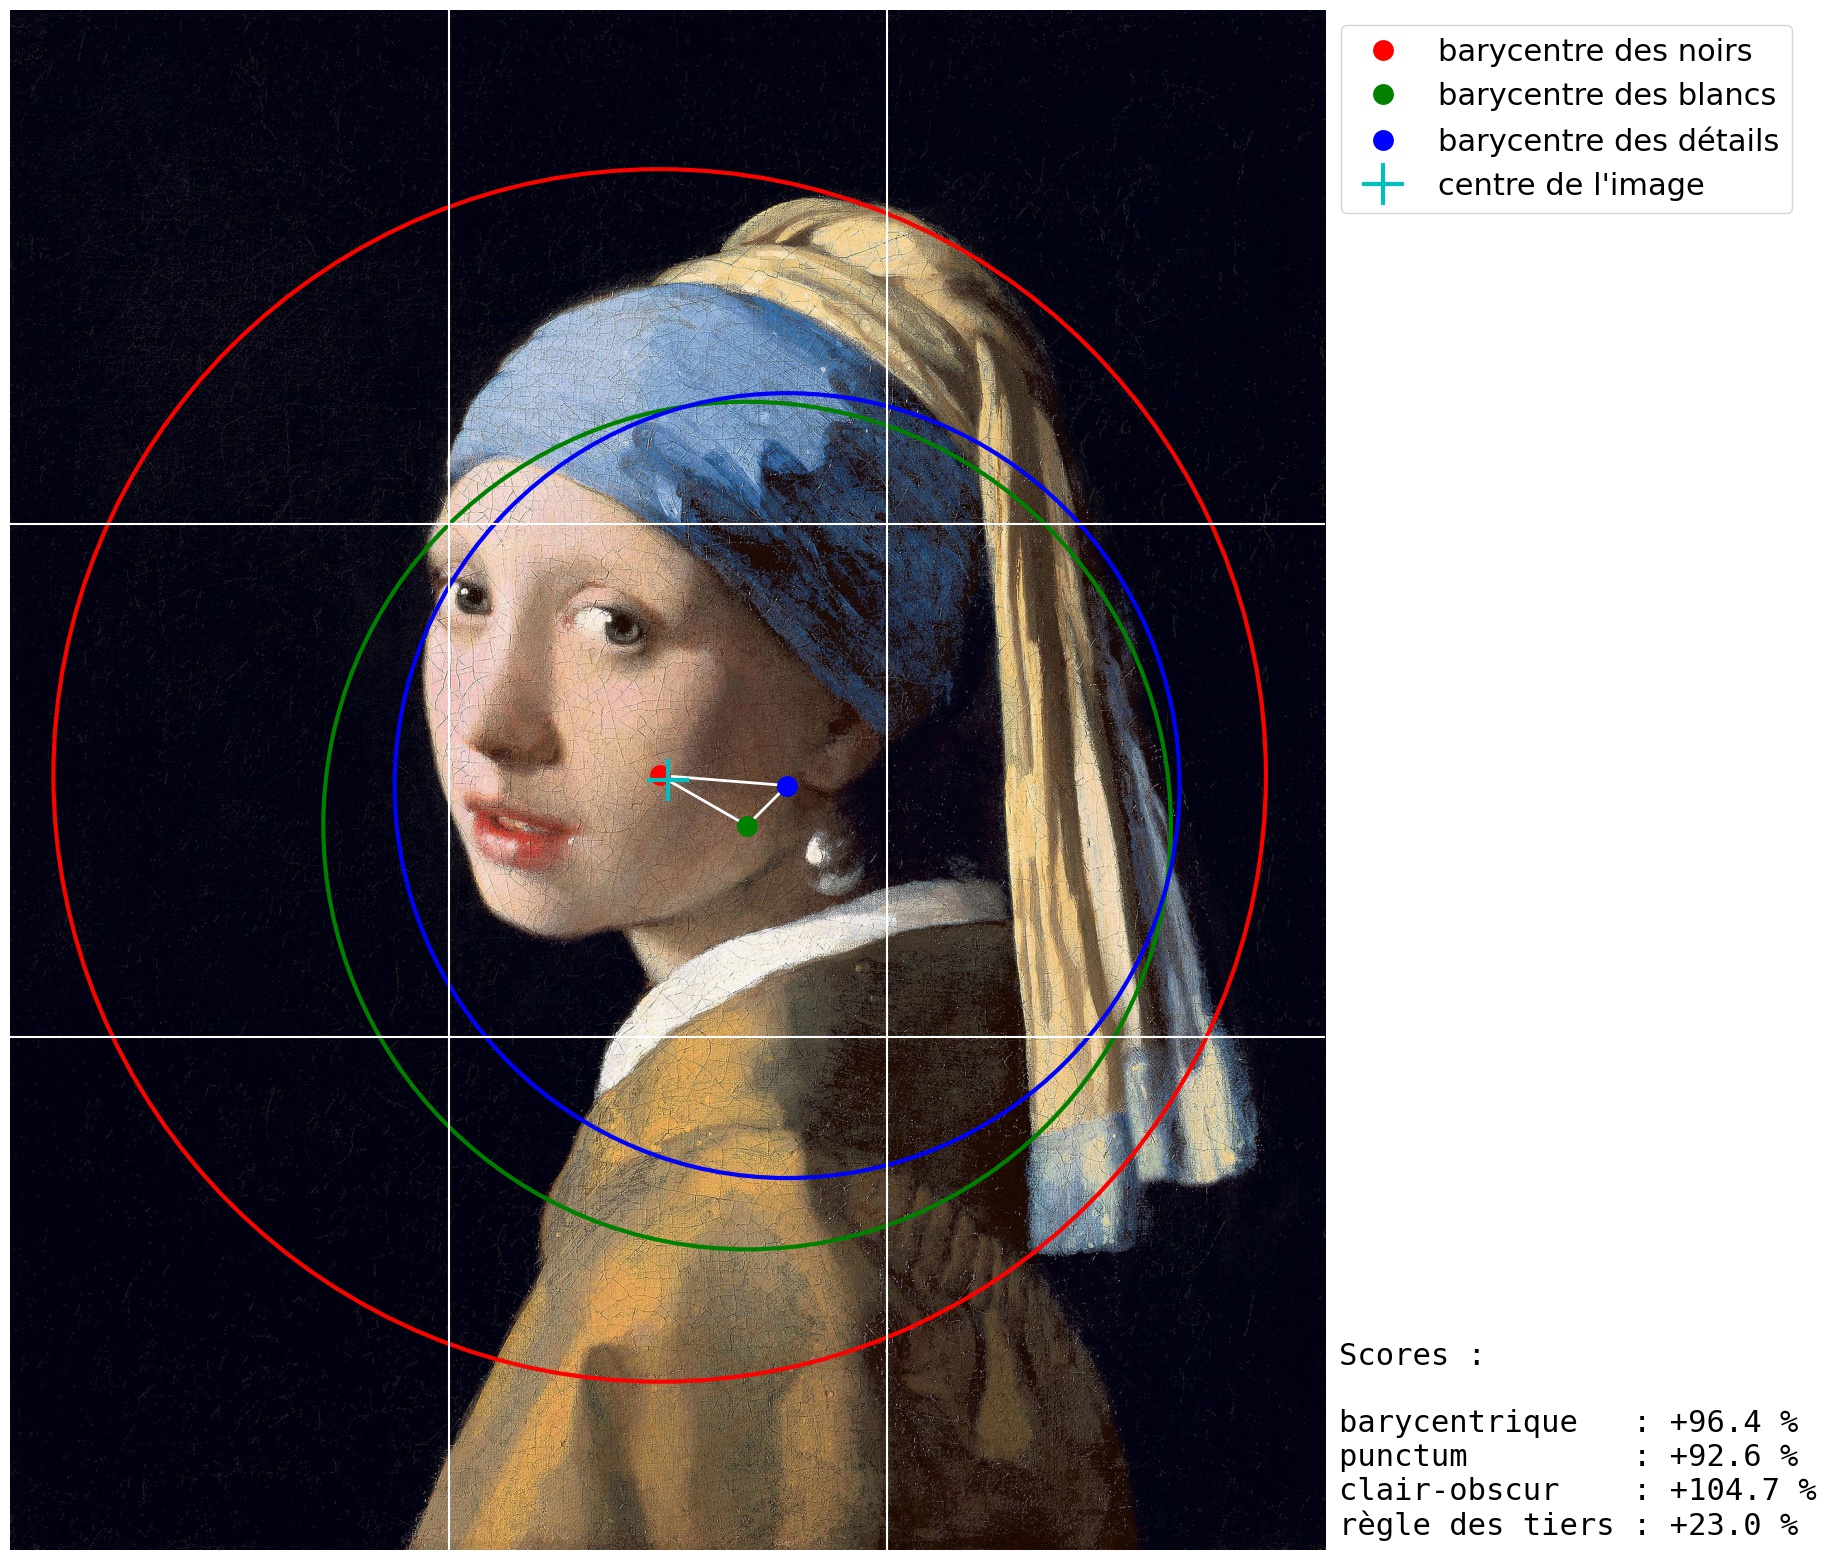 barycentre des noirs
barycentre des blancs
barycentre des détails
centre de l'image
Scores :
barycentrique : +96.4 %
punctum : +92.6 %
clair-obscur : +104.7 %
règle des tiers : +23.0 %